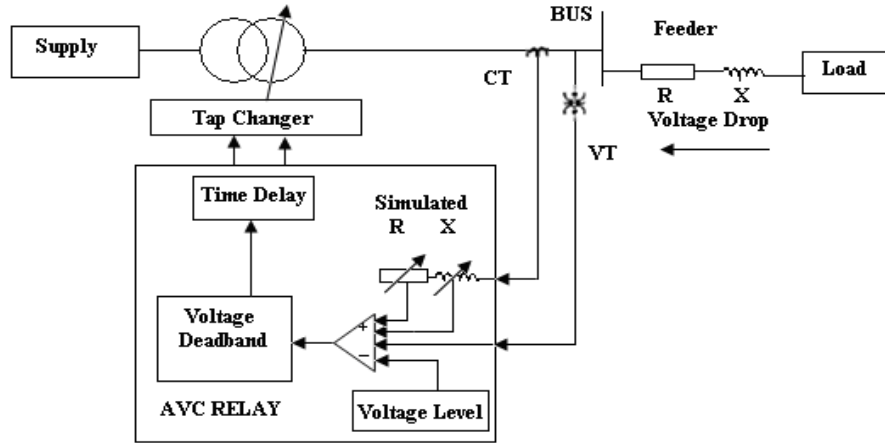 BUS
Supply
Feeder
Load
CT
R X
Tap Changer
Voltage Drop
VT
Time Delay
Simulated
R X
Voltage
Deadband
+
−
AVC RELAY
Voltage Level